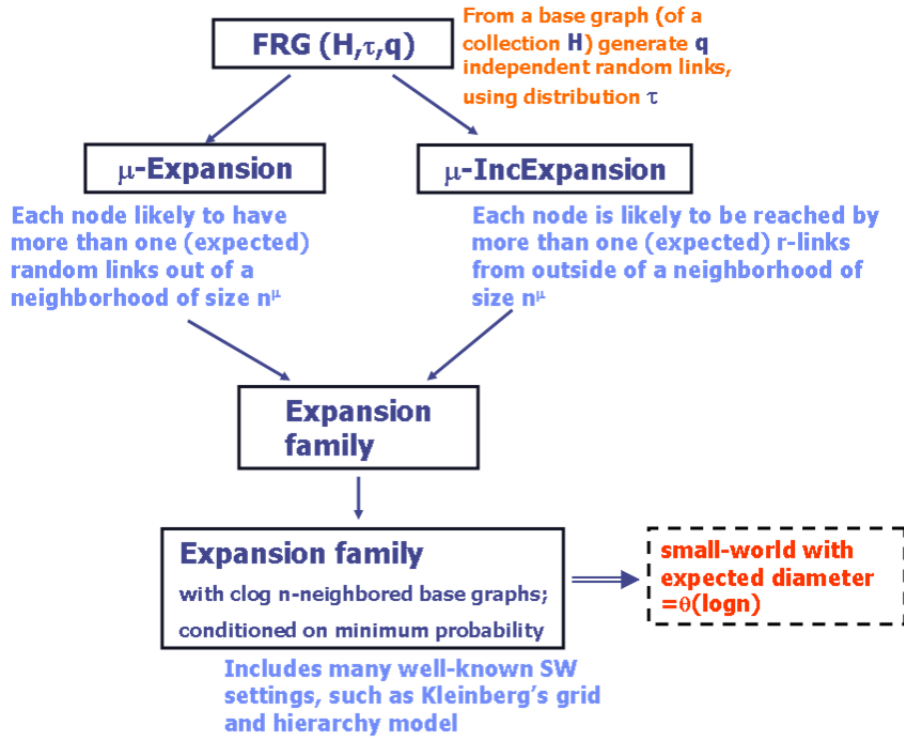 FRG (H,τ,q)
From a base graph (of a
collection H) generate q
independent random links,
using distribution τ
μ-Expansion
μ-IncExpansion
Each node likely to have
more than one (expected)
random links out of a
neighborhood of size n^μ
Each node is likely to be reached by
more than one (expected) r-links
from outside of a neighborhood of
size n^μ
Expansion
family
Expansion family
with clog n-neighbored base graphs;
conditioned on minimum probability
small-world with
expected diameter
=θ(logn)
Includes many well-known SW
settings, such as Kleinberg's grid
and hierarchy model